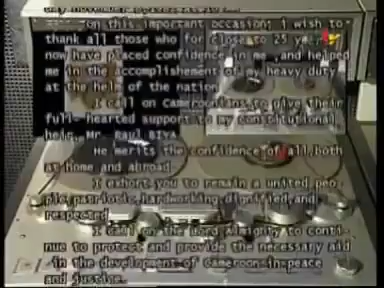 on this important occasion, I wish to
thank all those who for close to 25 years
now have placed confidence in me, and helped
me in the accomplishment of my heavy duty
at the helm of the nation.
I call on Cameroonians to give their
full-hearted support to my constitutional
heir, Mr. Paul BIYA
He merits the confidence of all both
at home and abroad
I exhort you to remain a united peo-
ple, patriotic, hardworking, dignified and
respected
I call on the Lord Almighty to conti-
nue to protect and provide the necessary aid
in the development of Cameroon in peace
and justice.